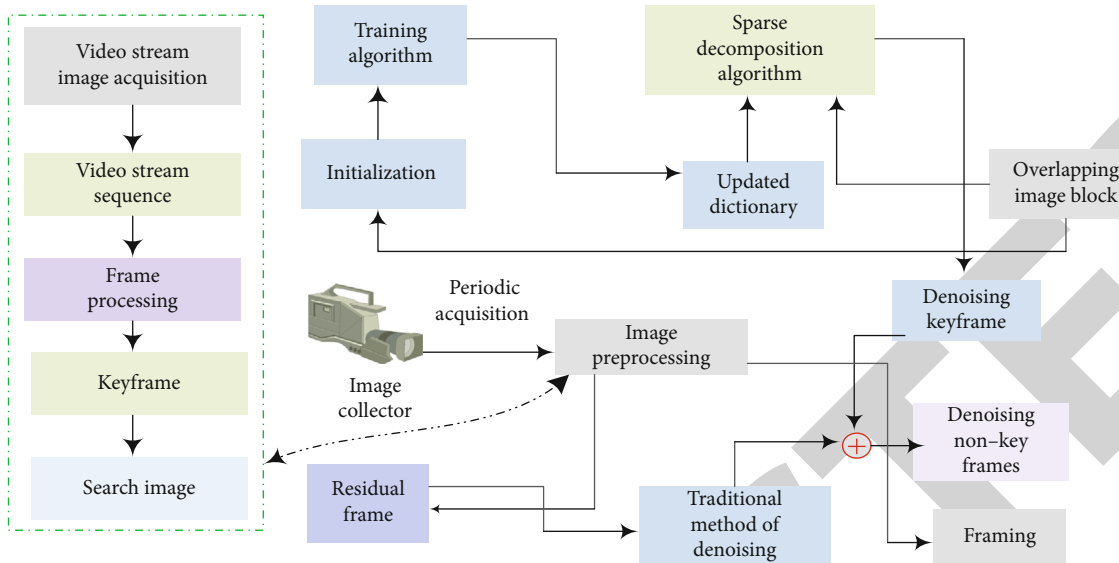 Video stream
image acquisition
Video stream
sequence
Frame
processing
Keyframe
Search image
Training
algorithm
Initialization
Sparse
decomposition
algorithm
Updated
dictionary
Overlapping
image block
Periodic
acquisition
Image
collector
Image
preprocessing
Denoising
keyframe
Residual
frame
Traditional
method of
denoising
+
Denoising
non–key
frames
Framing